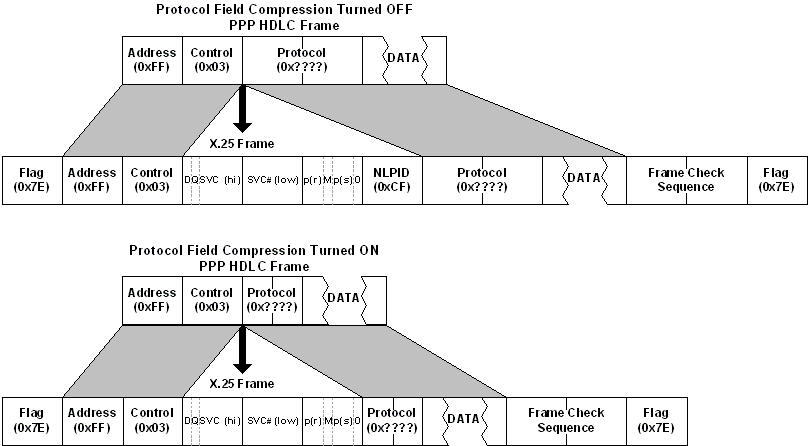 Protocol Field Compression Turned OFF
PPP HDLC Frame
Address Control Protocol
(0xFF) (0x03) (0x????) DATA
X.25 Frame
Flag Address Control DQSVC (hi) SVC# (low) p(r) M p(s) 0 NLPID Protocol DATA Frame Check Flag
(0x7E) (0xFF) (0x03) (0xCF) (0x????) Sequence (0x7E)
Protocol Field Compression Turned ON
PPP HDLC Frame
Address Control Protocol DATA
(0xFF) (0x03) (0x????)
X.25 Frame
Flag Address Control DQSVC (hi) SVC# (low) p(r) M p(s) 0 Protocol DATA Frame Check Flag
(0x7E) (0xFF) (0x03) (0x????) Sequence (0x7E)